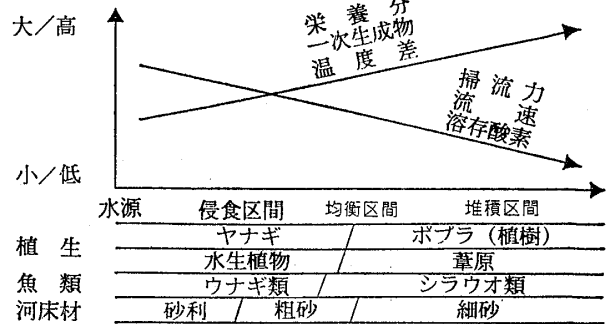 大/高
栄養分
一次生成物
温度差
掃流力
流速
溶存酸素
小/低
水源 侵食区間 均衡区間 堆積区間
植生 ヤナギ ポプラ(植樹)
水生植物 葦原
魚類 ウナギ類 シラウオ類
河床材 砂利 粗砂 細砂